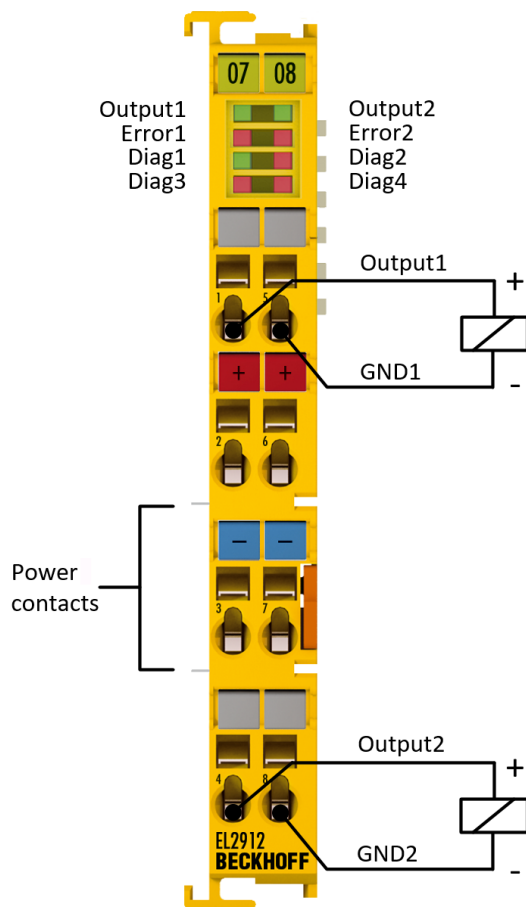 07 08
Output1
Error1
Diag1
Diag3
Output2
Error2
Diag2
Diag4
Output1
1
5
+
GND1
-
+ +
2
6
- -
Power
contacts
3
7
Output2
4
8
+
GND2
-
EL2912
BECKHOFF